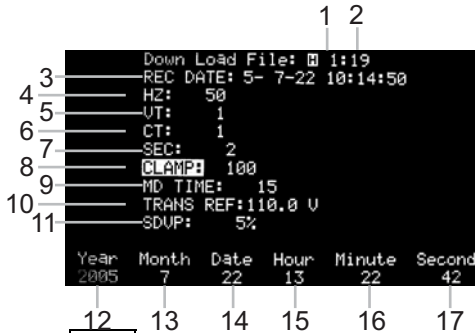 1 2
Down Load File: H 1:19
3 REC DATE: 5- 7-22 10:14:50
4 HZ: 50
5 VT: 1
6 CT: 1
7 SEC: 2
8 CLAMP: 100
9 MD TIME: 15
10 TRANS REF:110.0 V
11 SDVP: 5%
Year Month Date Hour Minute Second
2005 7 22 13 22 42
12 13 14 15 16 17